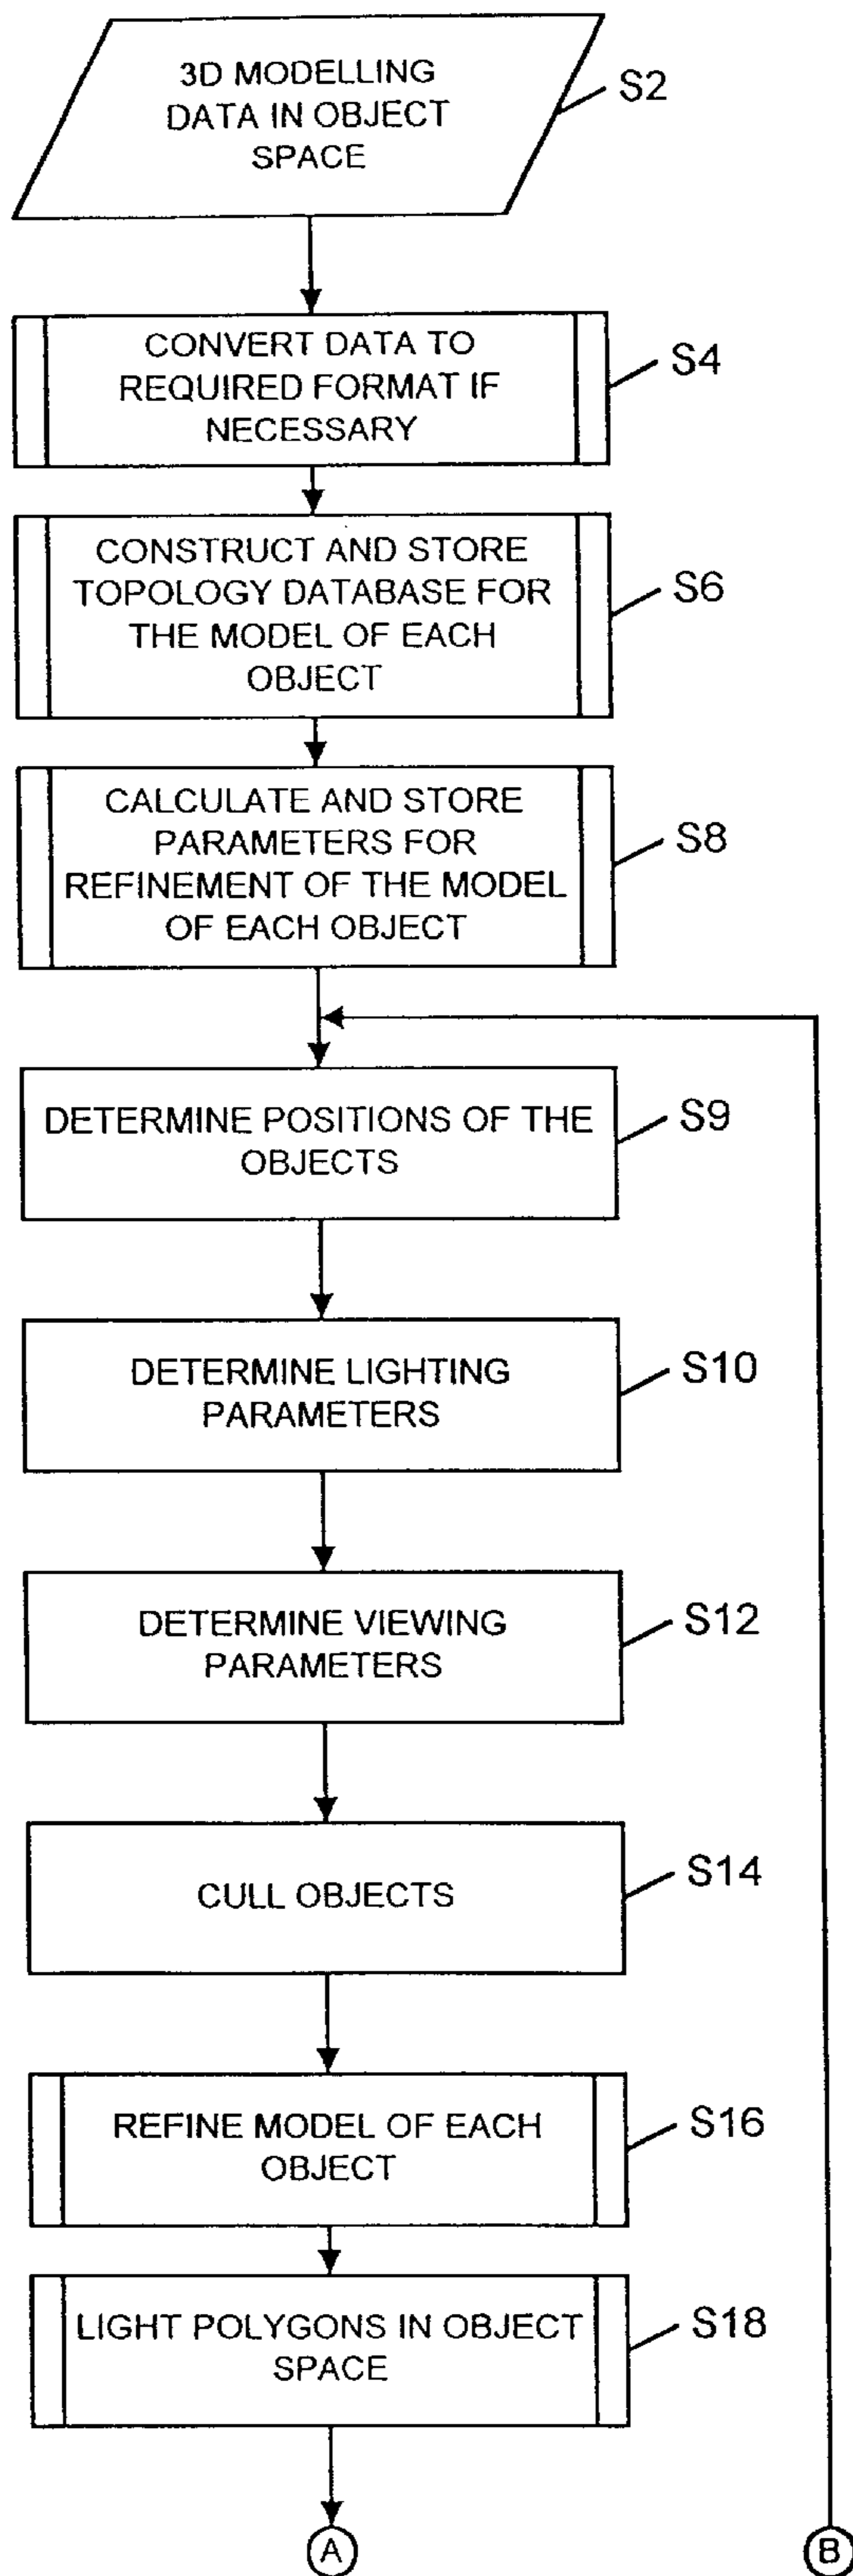 3D MODELLING
DATA IN OBJECT
SPACE
S2
CONVERT DATA TO
REQUIRED FORMAT IF
NECESSARY
S4
CONSTRUCT AND STORE
TOPOLOGY DATABASE FOR
THE MODEL OF EACH
OBJECT
S6
CALCULATE AND STORE
PARAMETERS FOR
REFINEMENT OF THE MODEL
OF EACH OBJECT
S8
DETERMINE POSITIONS OF THE
OBJECTS
S9
DETERMINE LIGHTING
PARAMETERS
S10
DETERMINE VIEWING
PARAMETERS
S12
CULL OBJECTS
S14
REFINE MODEL OF EACH
OBJECT
S16
LIGHT POLYGONS IN OBJECT
SPACE
S18
A
B